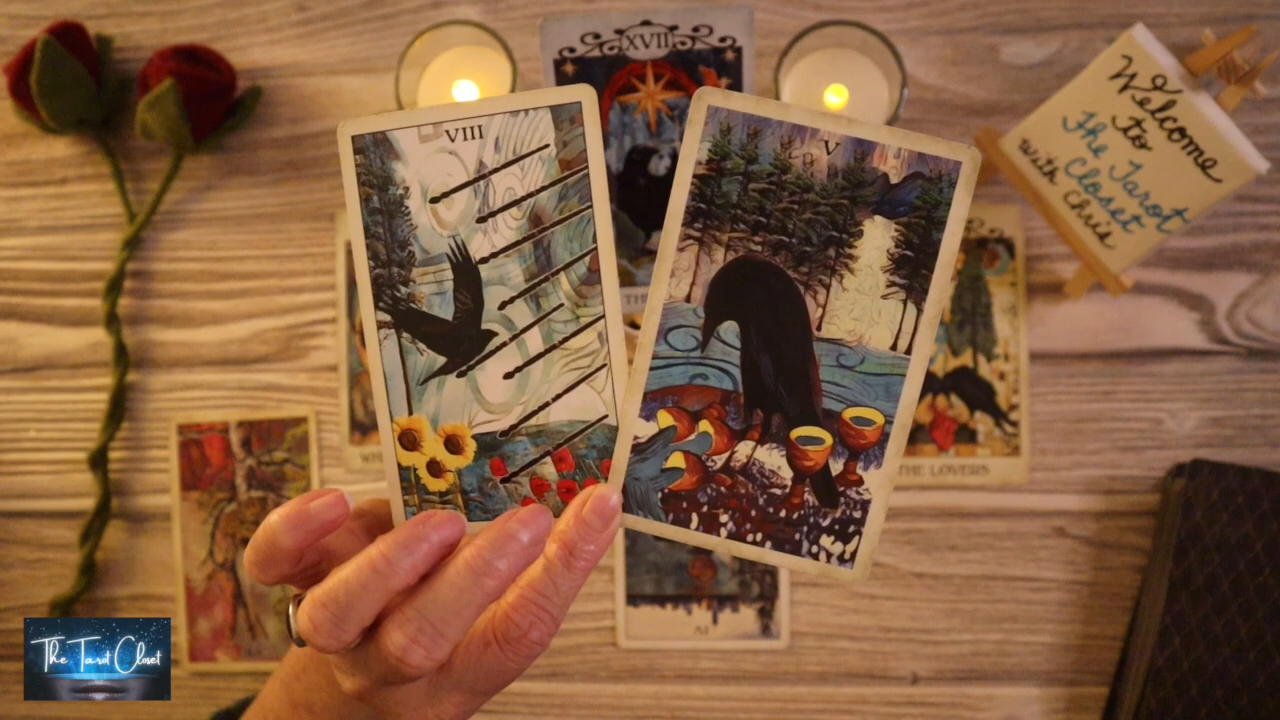 XVII
VIII
V
Welcome
to
The Tarot
Closet
with Chris
THE LOVERS
The Tarot Closet